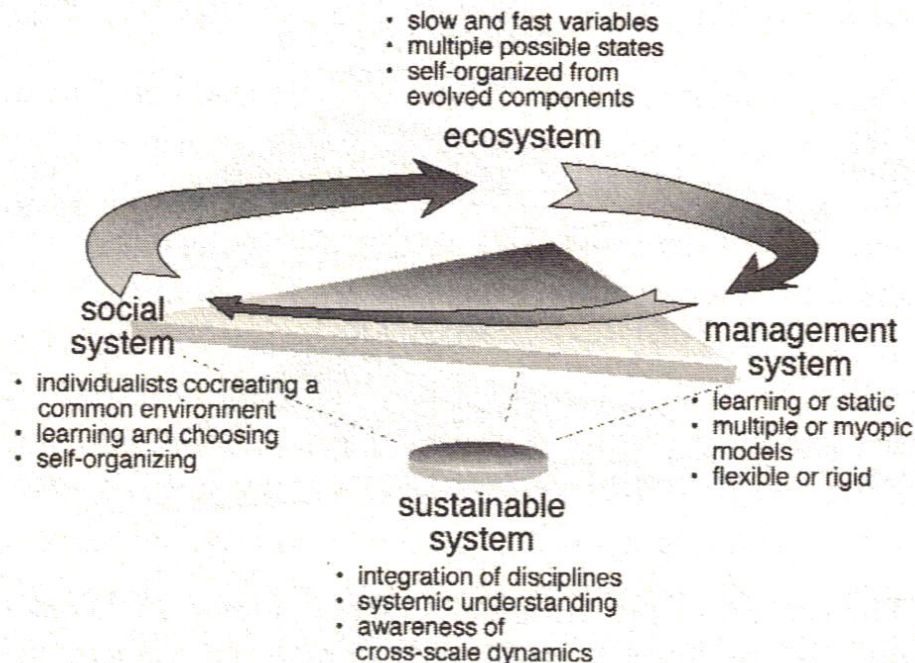 • slow and fast variables
• multiple possible states
• self-organized from
evolved components
ecosystem
social
system
• individualists cocreating a
common environment
• learning and choosing
• self-organizing
management
system
• learning or static
• multiple or myopic
models
• flexible or rigid
sustainable
system
• integration of disciplines
• systemic understanding
• awareness of
cross-scale dynamics